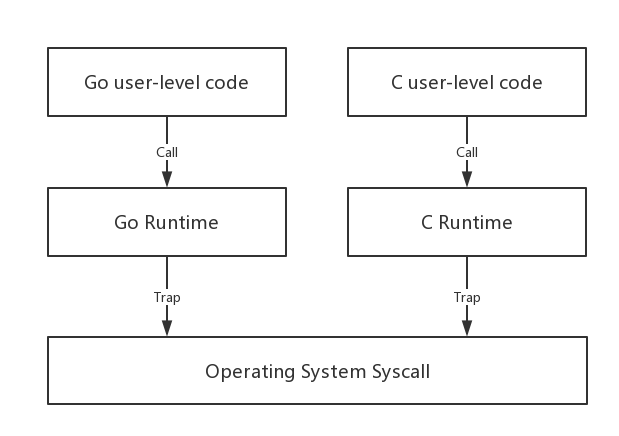 Go user-level code
C user-level code
Call
Call
Go Runtime
C Runtime
Trap
Trap
Operating System Syscall